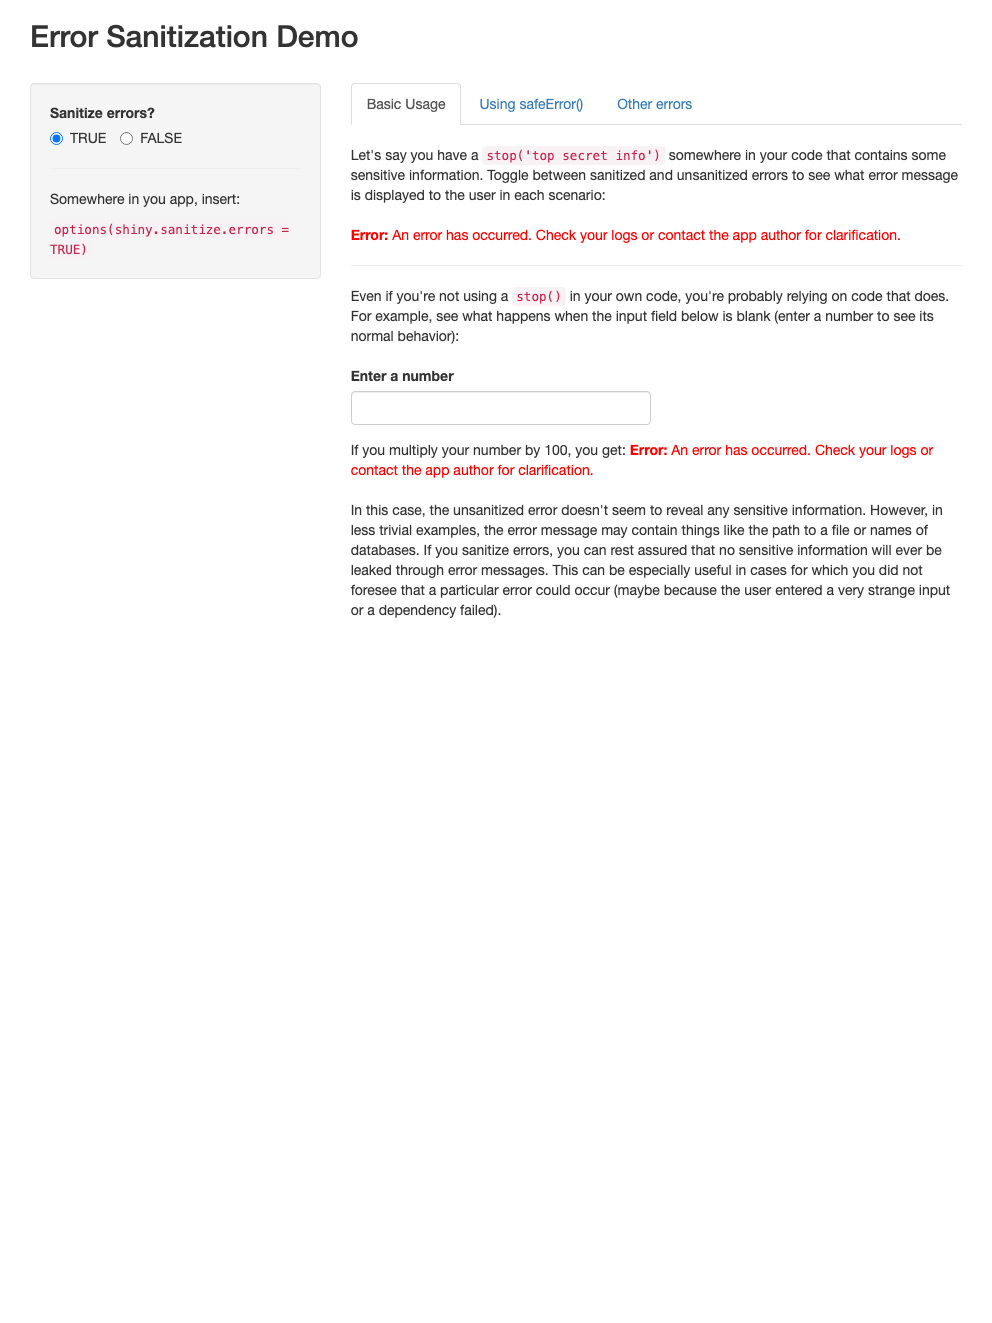 Error Sanitization Demo
Sanitize errors?
TRUE FALSE
Somewhere in you app, insert:
options(shiny.sanitize.errors =
TRUE)
Basic Usage Using safeError() Other errors
Let's say you have a stop('top secret info') somewhere in your code that contains some
sensitive information. Toggle between sanitized and unsanitized errors to see what error message
is displayed to the user in each scenario:
Error: An error has occurred. Check your logs or contact the app author for clarification.
Even if you're not using a stop() in your own code, you're probably relying on code that does.
For example, see what happens when the input field below is blank (enter a number to see its
normal behavior):
Enter a number
If you multiply your number by 100, you get: Error: An error has occurred. Check your logs or
contact the app author for clarification.
In this case, the unsanitized error doesn't seem to reveal any sensitive information. However, in
less trivial examples, the error message may contain things like the path to a file or names of
databases. If you sanitize errors, you can rest assured that no sensitive information will ever be
leaked through error messages. This can be especially useful in cases for which you did not
foresee that a particular error could occur (maybe because the user entered a very strange input
or a dependency failed).